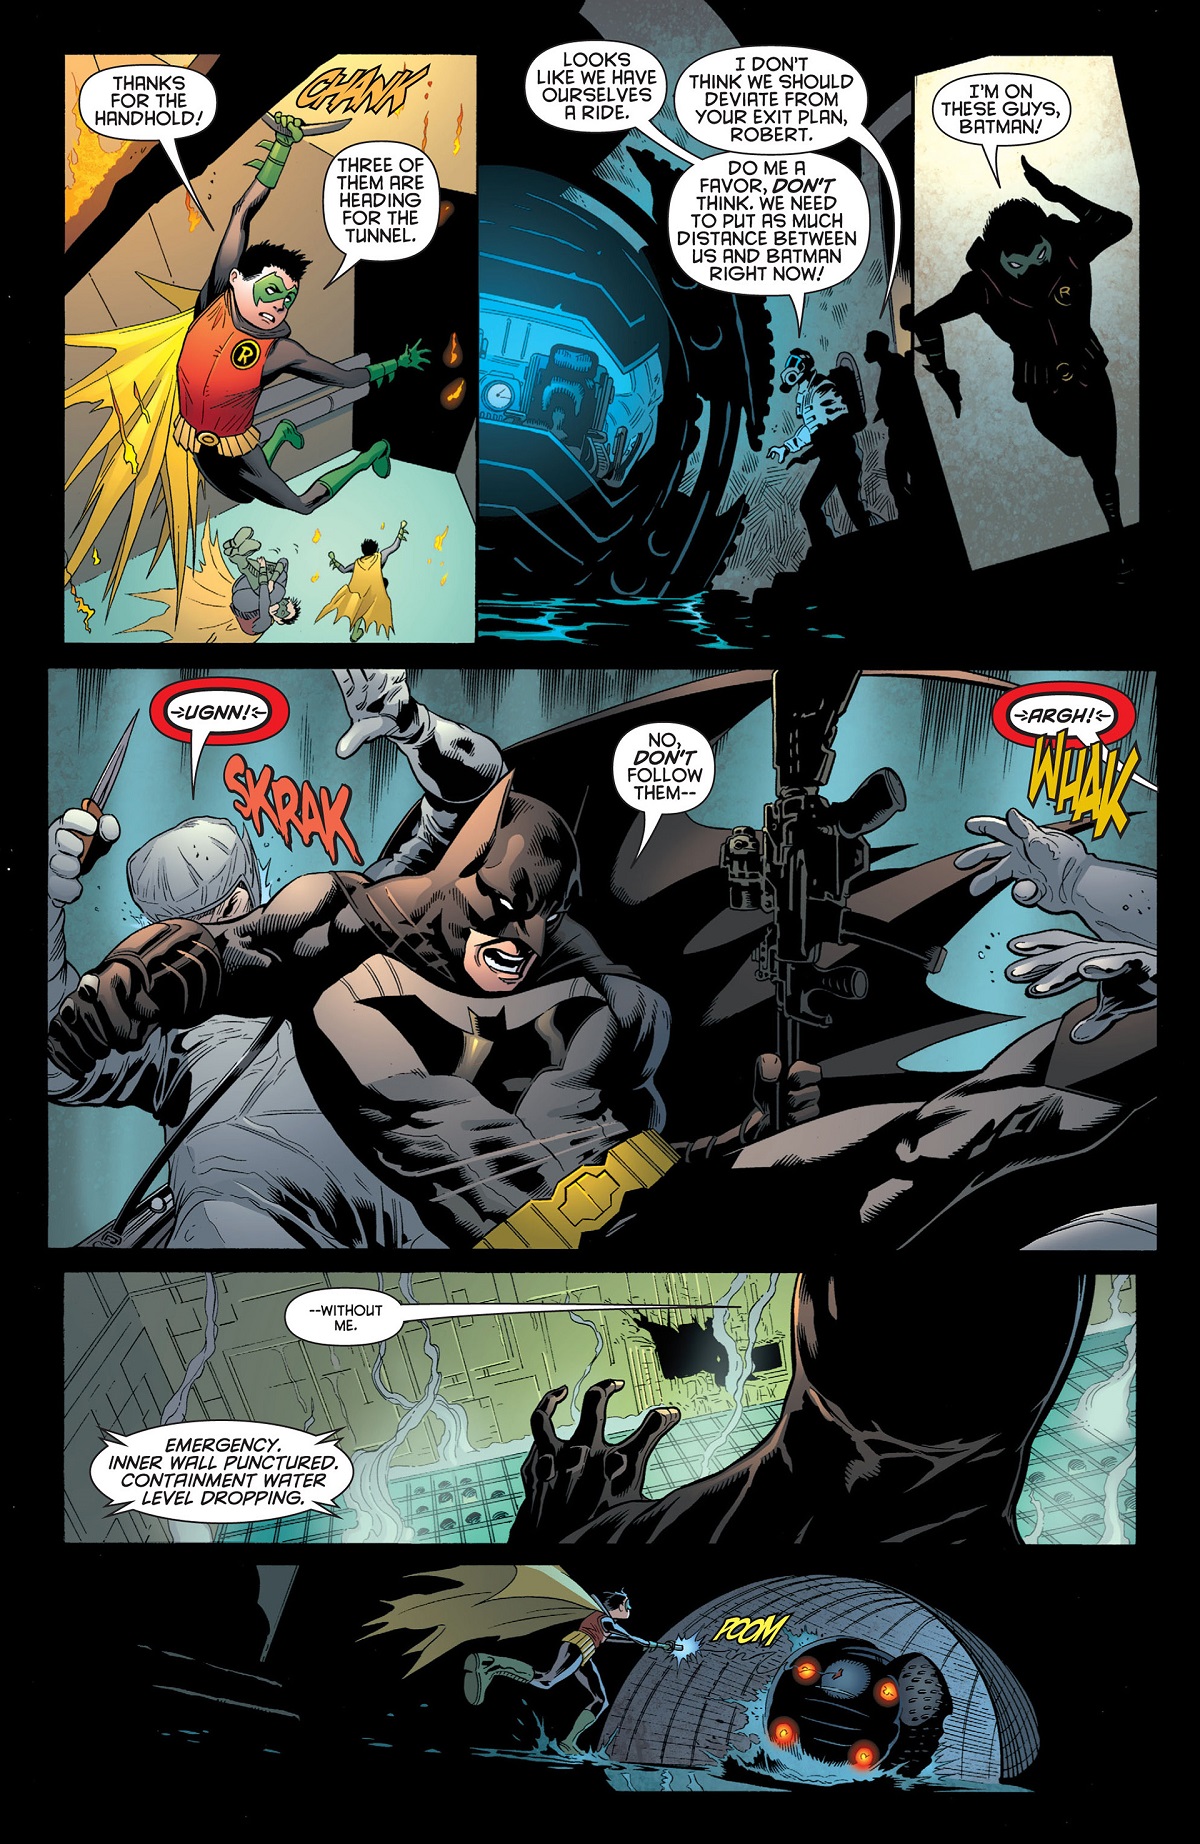 THANKS
FOR THE
HANDHOLD!
CHANK
THREE OF
THEM ARE
HEADING
FOR THE
TUNNEL.
R
LOOKS
LIKE WE HAVE
OURSELVES
A RIDE.
I DON'T
THINK WE SHOULD
DEVIATE FROM
YOUR EXIT PLAN,
ROBERT.
DO ME A
FAVOR, DON'T
THINK. WE NEED
TO PUT AS MUCH
DISTANCE BETWEEN
US AND BATMAN
RIGHT NOW!
I'M ON
THESE GUYS,
BATMAN!
R
UGNN!
SKRAK
NO,
DON'T
FOLLOW
THEM--
ARGH!
WHAK
--WITHOUT
ME.
EMERGENCY.
INNER WALL PUNCTURED.
CONTAINMENT WATER
LEVEL DROPPING.
POOM